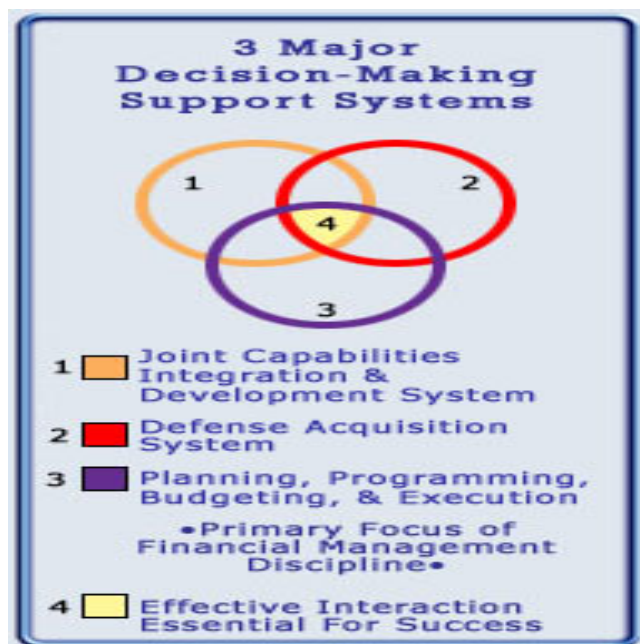 3 Major
Decision-Making
Support Systems
1
2
4
3
1 Joint Capabilities
Integration &
Development System
2 Defense Acquisition
System
3 Planning, Programming,
Budgeting, & Execution
•Primary Focus of
Financial Management
Discipline•
4 Effective Interaction
Essential For Success